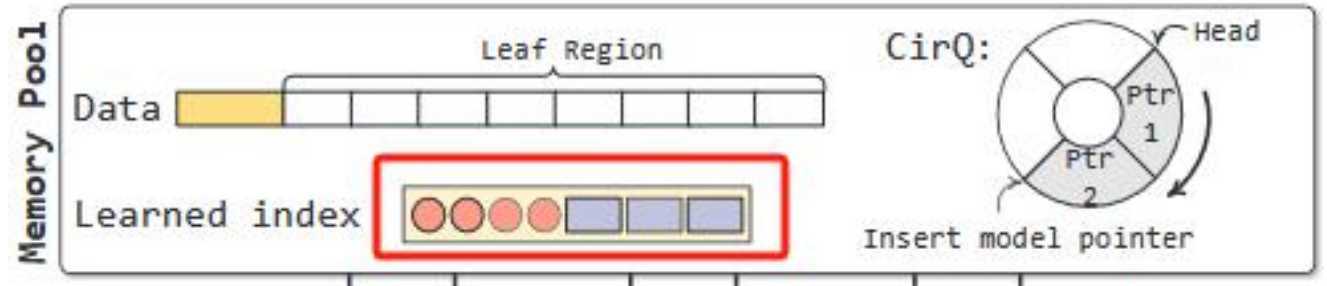 Memory Pool
Leaf Region
CirQ:
Head
Data
Ptr
1
Ptr
2
Learned index
Insert model pointer